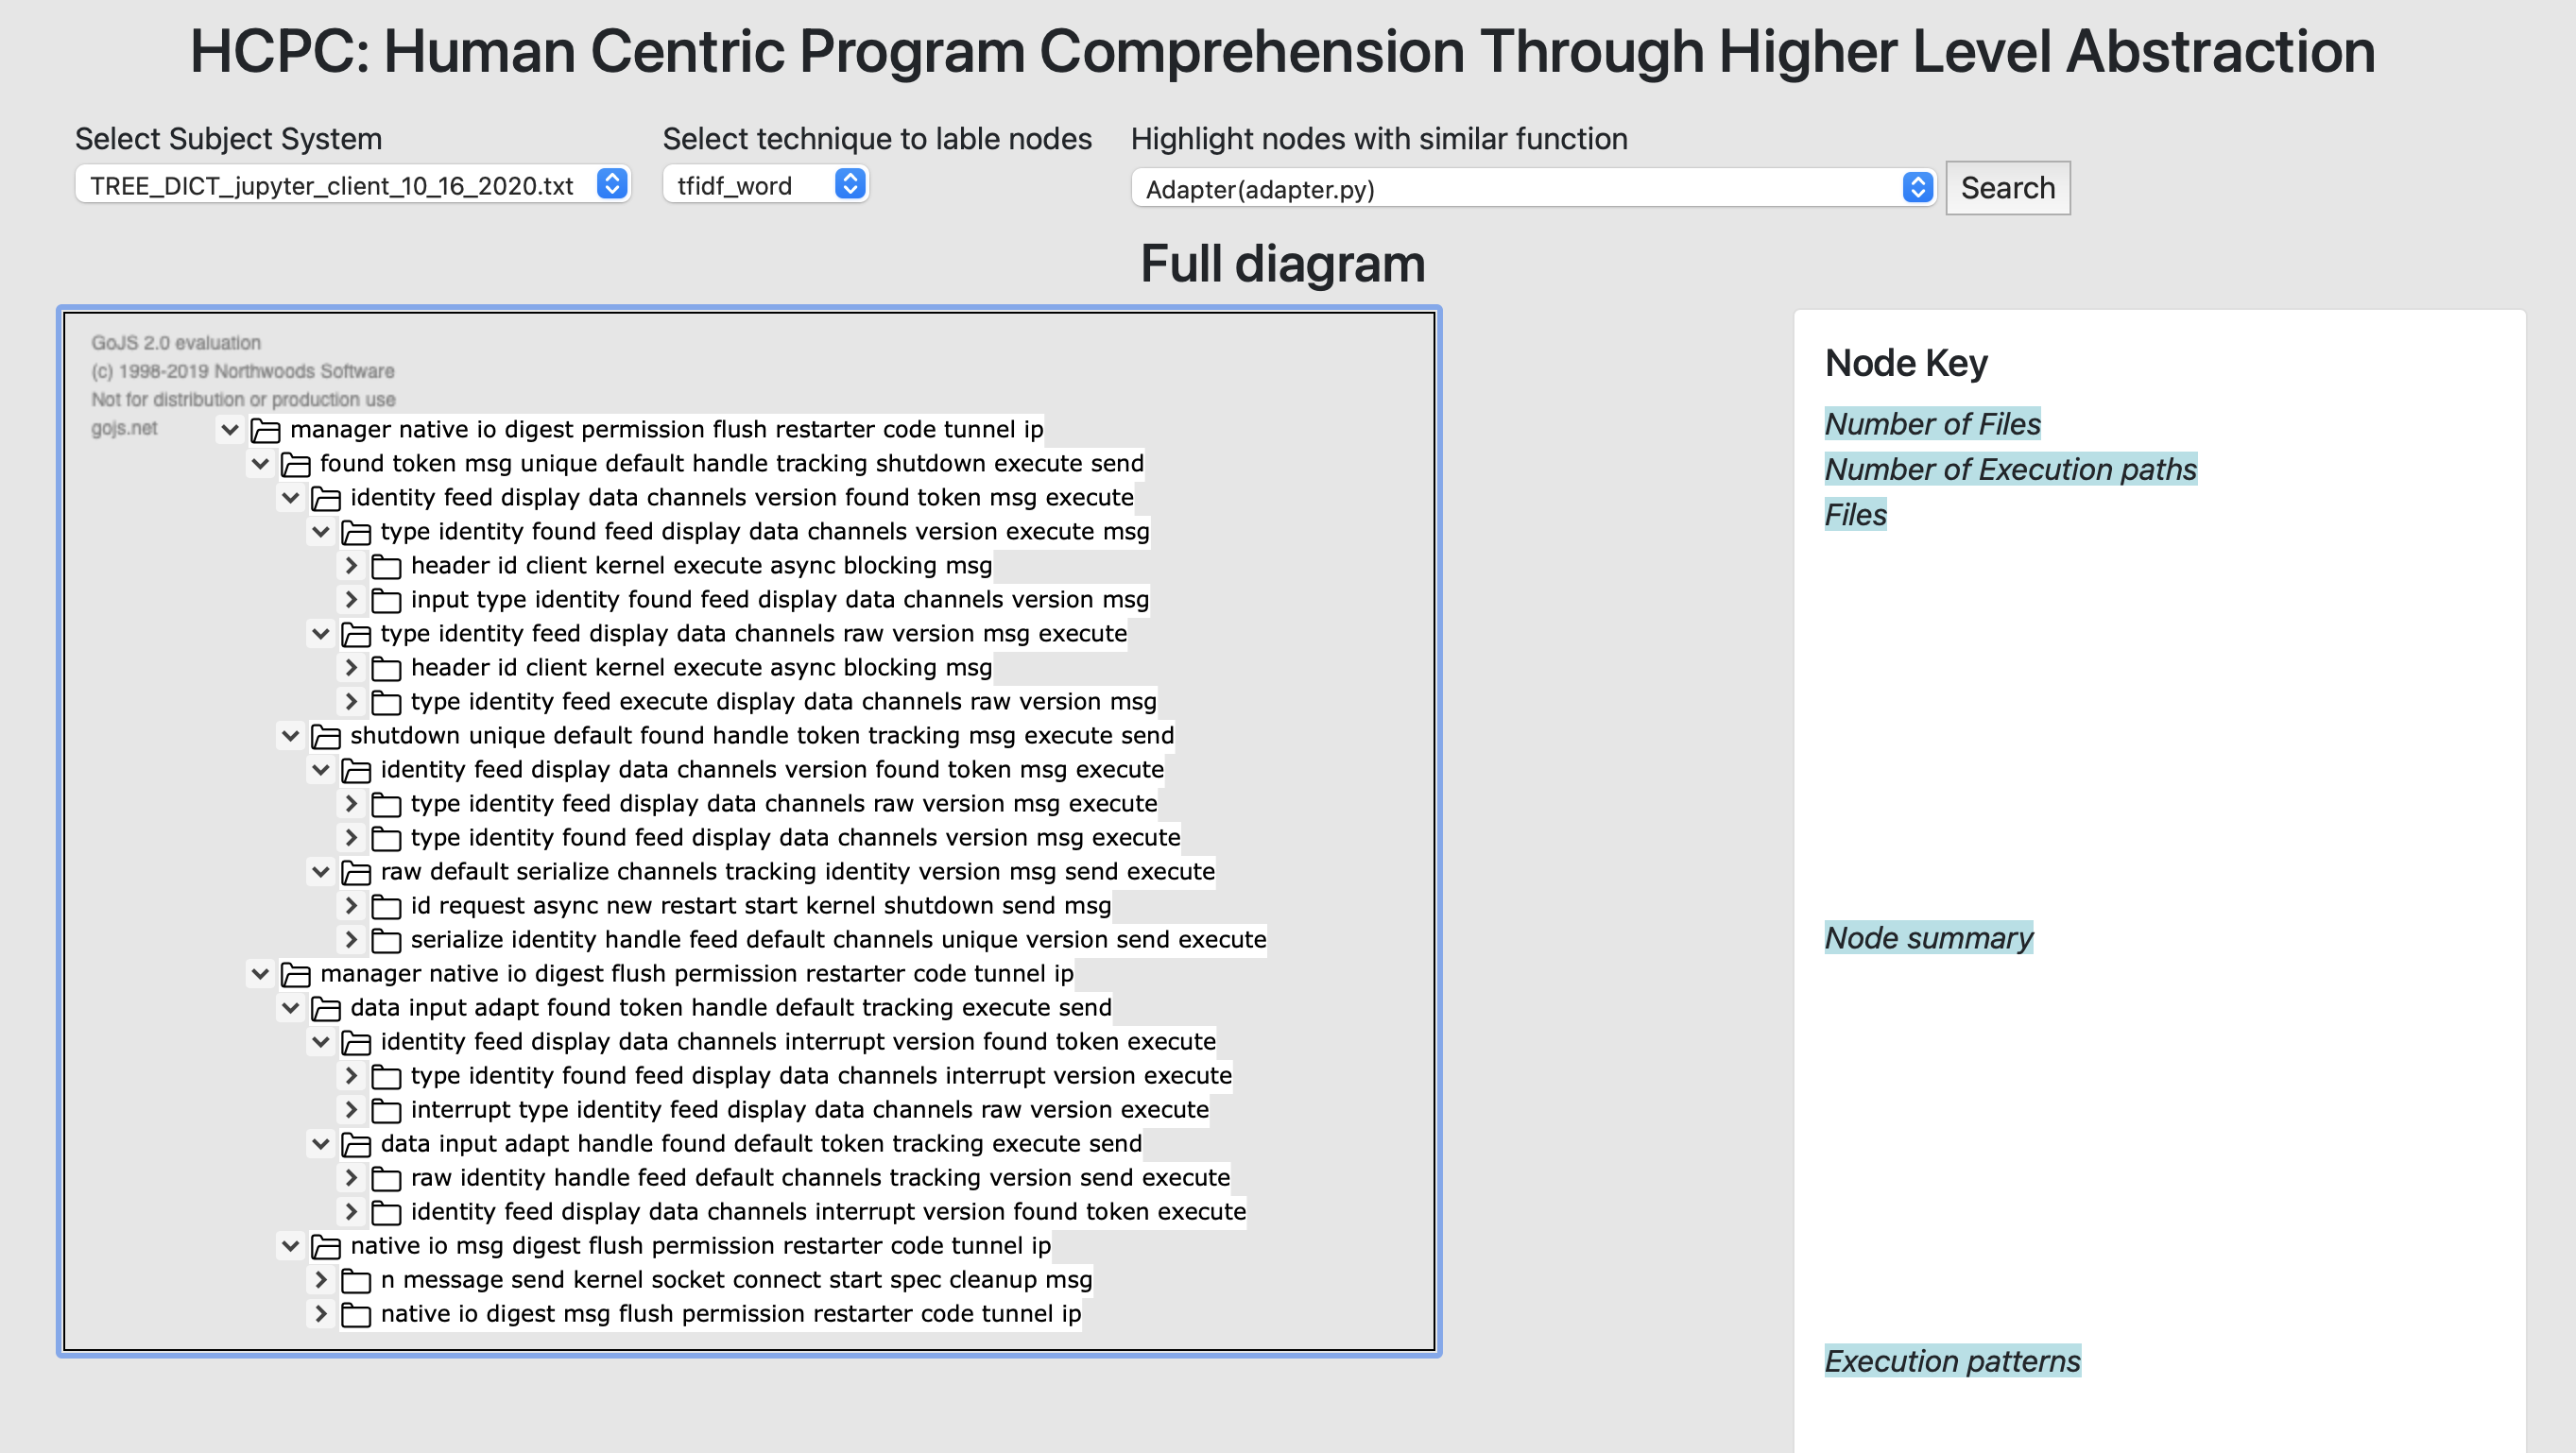 HCPC: Human Centric Program Comprehension Through Higher Level Abstraction
Select Subject System
Select technique to lable nodes
Highlight nodes with similar function
TREE_DICT_jupyter_client_10_16_2020.txt
tfidf_word
Adapter(adapter.py)
Search
Full diagram
GoJS 2.0 evaluation
(c) 1998-2019 Northwoods Software
Not for distribution or production use
gojs.net
manager native io digest permission flush restarter code tunnel ip
found token msg unique default handle tracking shutdown execute send
identity feed display data channels version found token msg execute
type identity found feed display data channels version execute msg
header id client kernel execute async blocking msg
input type identity found feed display data channels version msg
type identity feed display data channels raw version msg execute
header id client kernel execute async blocking msg
type identity feed execute display data channels raw version msg
shutdown unique default found handle token tracking msg execute send
identity feed display data channels version found token msg execute
type identity feed display data channels raw version msg execute
type identity found feed display data channels version msg execute
raw default serialize channels tracking identity version msg send execute
id request async new restart start kernel shutdown send msg
serialize identity handle feed default channels unique version send execute
manager native io digest flush permission restarter code tunnel ip
data input adapt found token handle default tracking execute send
identity feed display data channels interrupt version found token execute
type identity found feed display data channels interrupt version execute
interrupt type identity feed display data channels raw version execute
data input adapt handle found default token tracking execute send
raw identity handle feed default channels tracking version send execute
identity feed display data channels interrupt version found token execute
native io msg digest flush permission restarter code tunnel ip
n message send kernel socket connect start spec cleanup msg
native io digest msg flush permission restarter code tunnel ip
Node Key
Number of Files
Number of Execution paths
Files
Node summary
Execution patterns